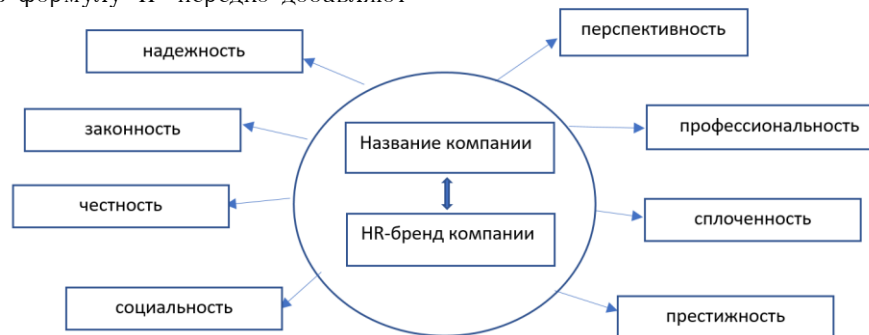 формулу
нередко добавляют
перспективность
надежность
законность
Название компании
профессиональность
честность
HR-бренд компании
сплоченность
социальность
престижность